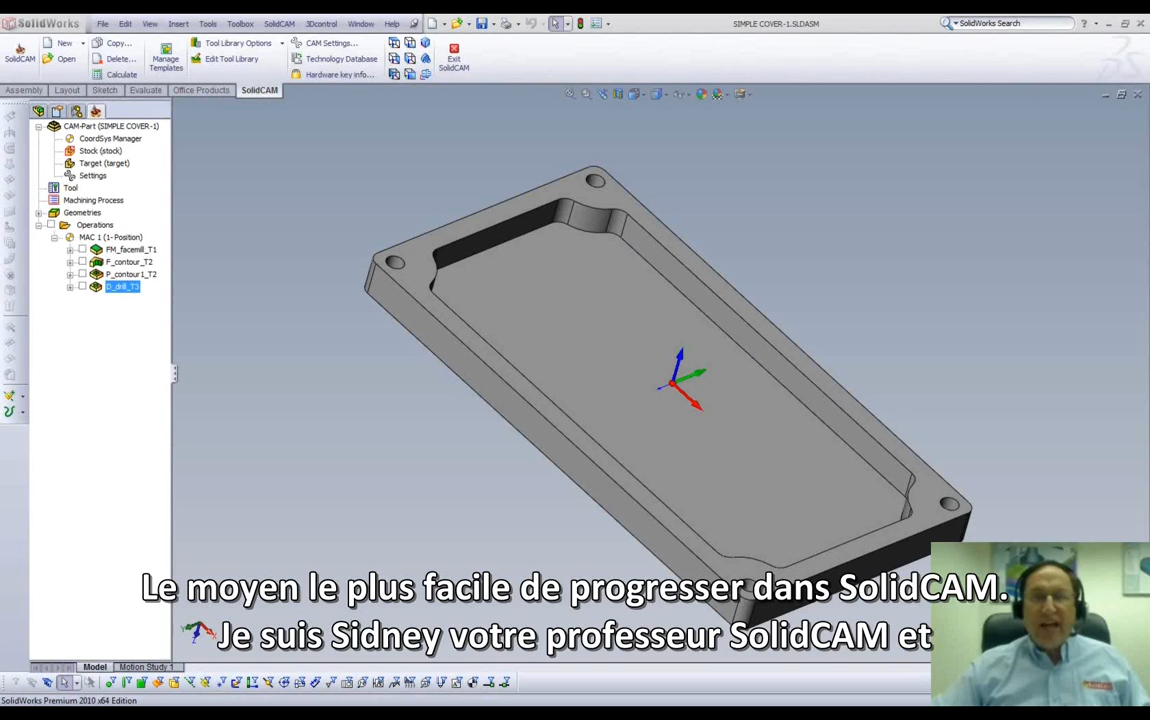 SolidWorks File Edit View Insert Tools Toolbox SolidCAM 3Dcontrol Window Help SIMPLE COVER-1.SLDASM SolidWorks Search
SolidCAM New Open Copy... Delete... Calculate Manage Templates Tool Library Options Edit Tool Library CAM Settings... Technology Database Hardware key info... Exit SolidCAM
Assembly Layout Sketch Evaluate Office Products SolidCAM
CAM-Part (SIMPLE COVER-1)
CoordSys Manager
Stock (stock)
Target (target)
Settings
Tool
Machining Process
Geometries
Operations
MAC 1 (1- Position)
FM_facemill_T1
F_contour_T2
P_contour1_T2
D_drill_T3
Le moyen le plus facile de progresser dans SolidCAM.
Je suis Sidney votre professeur SolidCAM et
Model Motion Study 1
SolidWorks Premium 2010 x64 Edition